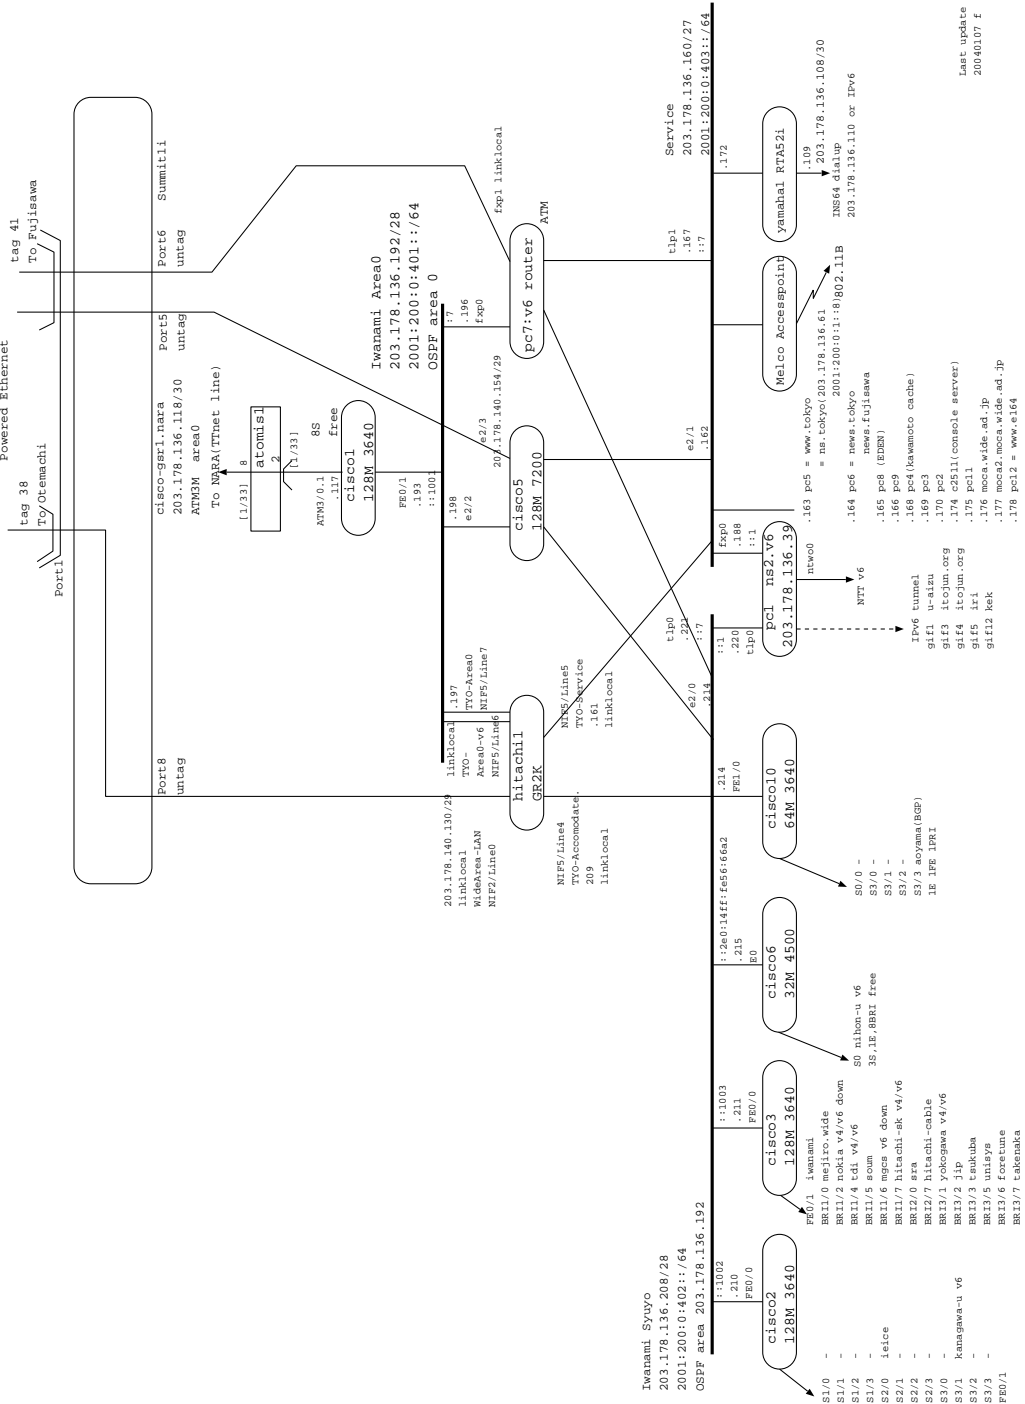 Powered Ethernet
tag 38
To/Otemachi
tag 41
To Fujisawa
Port1
Port8
untag
Port5
untag
Port6
untag
Summit1i
cisco-gsr1.nara
203.178.136.118/30
ATM3M area0
To NARA(TTnet line)
[1/33]
8
atomis1
2
[1/33]
8S
free
ATM3/0.1
.117
cisco1
128M 3640
FE0/1
.193
::1001
Iwanami Area0
203.178.136.192/28
2001:200:0:401::/64
OSPF area 0
203.178.140.130/29
linklocal
WideArea-LAN
NIF2/Line0
linklocal
TYO-
Area0-v6
NIF5/Line6
.197
TYO-Area0
NIF5/Line7
hitachi1
GR2K
NIF5/Line4
TYO-Accomodate.
209
linklocal
NIF5/Line5
TYO-Service
.161
linklocal
.198
e2/2
e2/3
203.178.140.154/29
cisco5
128M 7200
:7
.196
fxp0
fxp1 linklocal
pc7:v6 router
ATM
e2/0
.214
tlp0
.221
::7
e2/1
.162
tlp1
.167
::7
Service
203.178.136.160/27
2001:200:0:403::/64
Iwanami Syuyo
203.178.136.208/28
2001:200:0:402::/64
OSPF area 203.178.136.192
::1002
.210
FE0/0
cisco2
128M 3640
S1/0 -
S1/1 -
S1/2 -
S1/3 -
S2/0 ieice
S2/1 -
S2/2 -
S2/3 -
S3/0 -
S3/1 kanagawa-u v6
S3/2 -
S3/3 -
FE0/1
::1003
.211
FE0/0
cisco3
128M 3640
FE0/1 iwanami
BRI1/0 mejiro.wide
BRI1/2 nokia v4/v6 down
BRI1/4 tdi v4/v6
BRI1/5 soum
BRI1/6 mgcs v6 down
BRI1/7 hitachi-sk v4/v6
BRI2/0 sra
BRI2/7 hitachi-cable
BRI3/1 yokogawa v4/v6
BRI3/2 jip
BRI3/3 tsukuba
BRI3/5 unisys
BRI3/6 foretune
BRI3/7 takenaka
::2e0:14ff:fe56:66a2
.215
E0
cisco6
32M 4500
S0 nihon-u v6
3S,1E,8BRI free
.214
FE1/0
cisco10
64M 3640
S0/0 -
S3/0 -
S3/1 -
S3/2 -
S3/3 aoyama(BGP)
1E 1FE 1PRI
::1
.220
tlp0
fxp0
.188
::1
pc1 ns2.v6
203.178.136.39
ntwo0
NTT v6
IPv6 tunnel
gif1 u-aizu
gif3 itojun.org
gif4 itojun.org
gif5 iri
gif12 kek
.163 pc5 = www.tokyo
= ns.tokyo(203.178.136.61
2001:200:0:1::8)
.164 pc6 = news.tokyo
news.fujisawa
.165 pc8 (EDEN)
.166 pc9
.168 pc4(kawamoto cache)
.169 pc3
.170 pc2
.174 c2511(console server)
.175 pc11
.176 moca.wide.ad.jp
.177 moca2.moca.wide.ad.jp
.178 pc12 = www.e164
Melco Accesspoint
802.11B
.172
yamaha1 RTA52i
.109
203.178.136.108/30
INS64 dialup
203.178.136.110 or IPv6
Last update
20040107 f